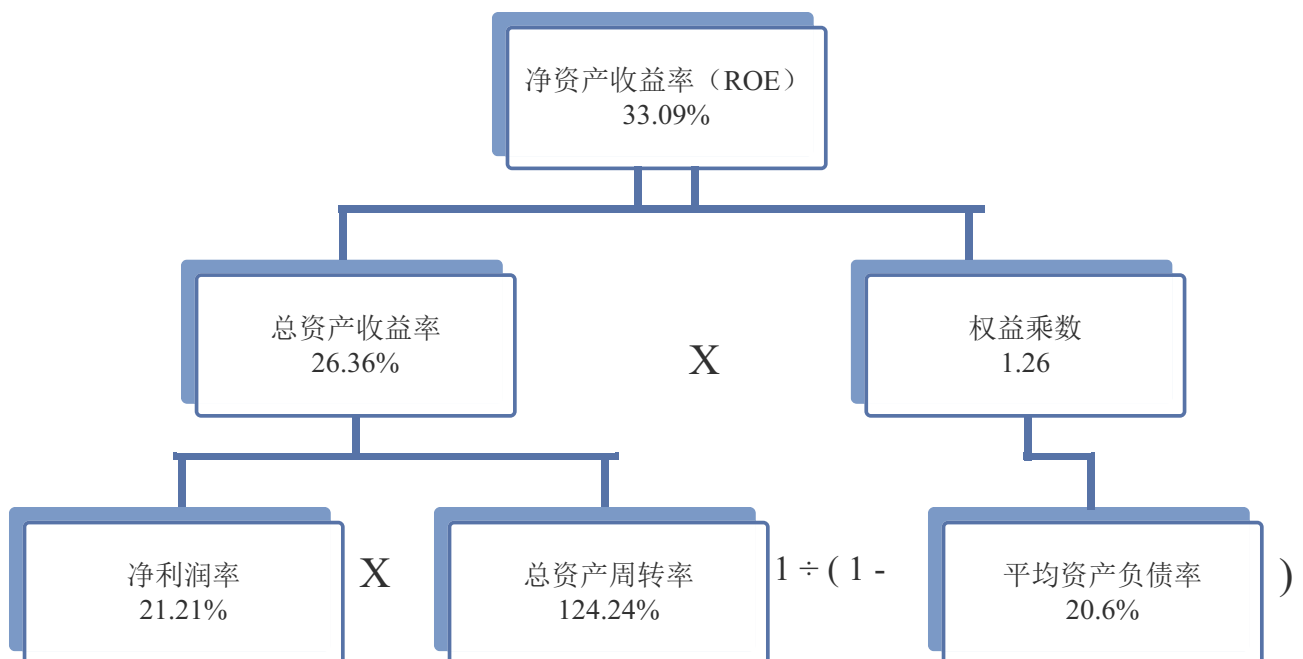 净资产收益率（ROE）
33.09%
总资产收益率
26.36%
X
权益乘数
1.26
净利润率
21.21%
X
总资产周转率
124.24%
1 ÷ ( 1 -
平均资产负债率
20.6%
)